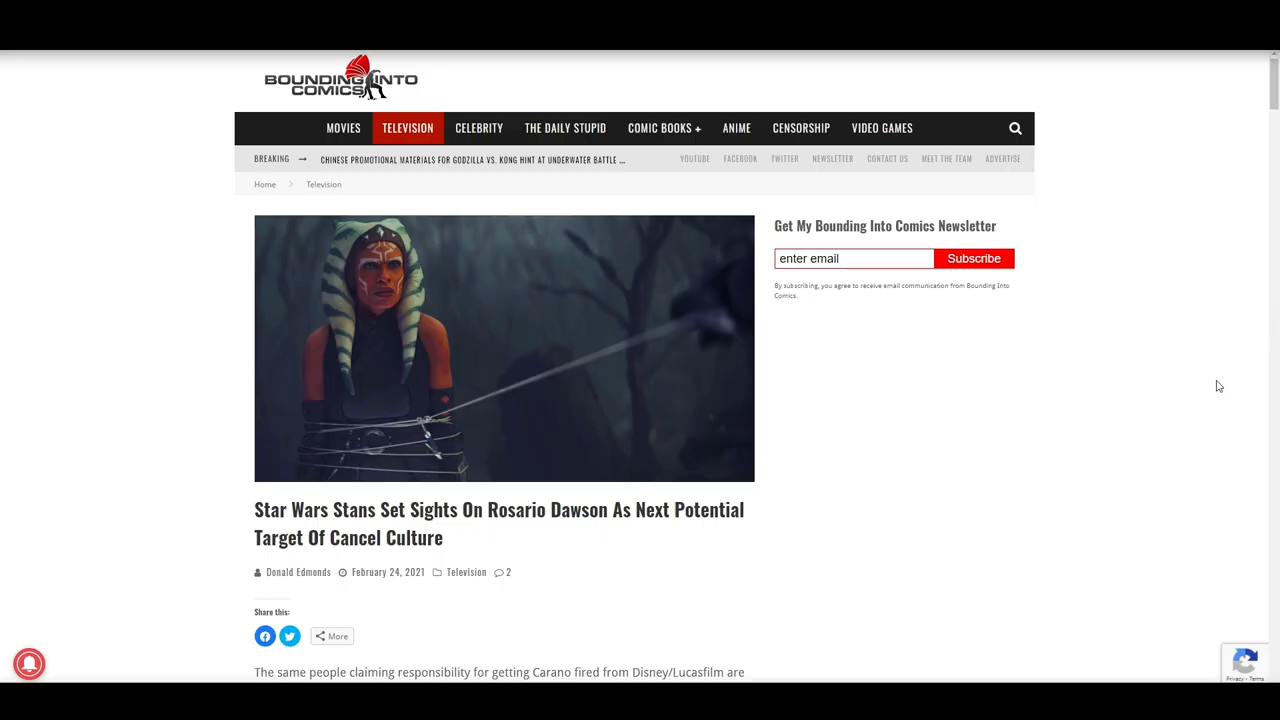 BOUNDING INTO
COMICS
MOVIES TELEVISION CELEBRITY THE DAILY STUPID COMIC BOOKS + ANIME CENSORSHIP VIDEO GAMES
BREAKING → CHINESE PROMOTIONAL MATERIALS FOR GODZILLA VS. KONG HINT AT UNDERWATER BATTLE ... YOUTUBE FACEBOOK TWITTER NEWSLETTER CONTACT US MEET THE TEAM ADVERTISE
Home > Television
Get My Bounding Into Comics Newsletter
enter email Subscribe
By subscribing, you agree to receive email communication from Bounding Into
Comics.
Star Wars Stans Set Sights On Rosario Dawson As Next Potential
Target Of Cancel Culture
Donald Edmonds February 24, 2021 Television 2
Share this:
More
The same people claiming responsibility for getting Carano fired from Disney/Lucasfilm are
Privacy - Terms